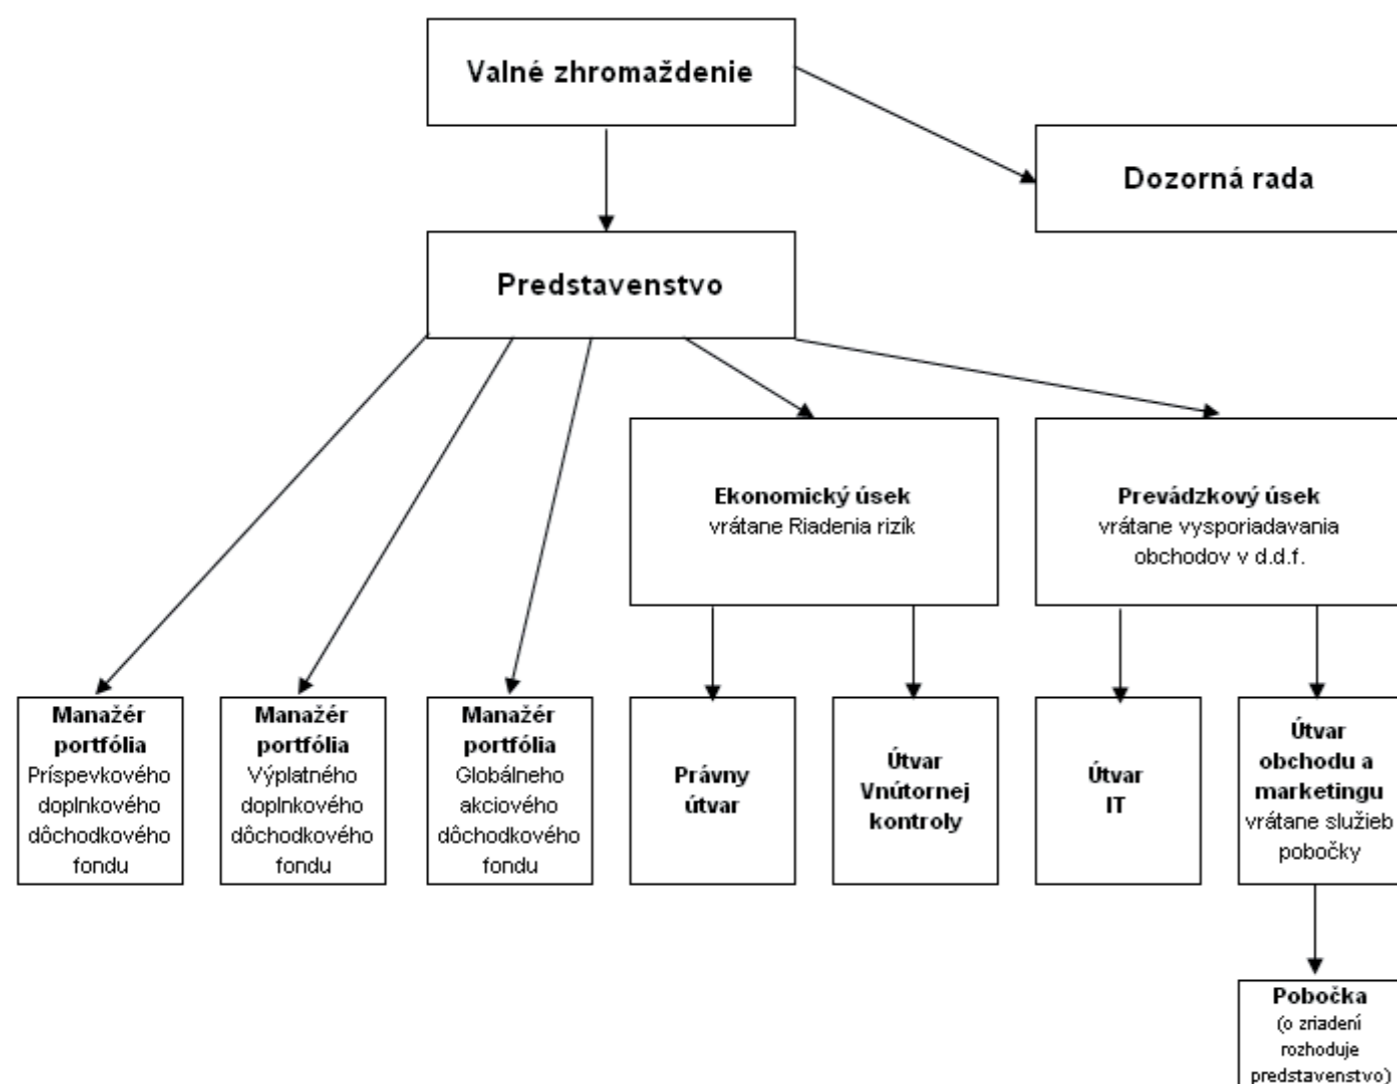 Valné zhromaždenie
Dozorná rada
Predstavenstvo
Ekonomický úsek
vrátane Riadenia rizík
Prevádzkový úsek
vrátane vysporiadavania
obchodov v d.d.f.
Manažér
portfólia
Príspevkového
doplnkového
dôchodkového
fondu
Manažér
portfólia
Výplatného
doplnkového
dôchodkového
fondu
Manažér
portfólia
Globálneho
akciového
dôchodkového
fondu
Právny
útvar
Útvar
Vnútornej
kontroly
Útvar
IT
Útvar
obchodu a
marketingu
vrátane služieb
pobočky
Pobočka
(o zriadení
rozhoduje
predstavenstvo)